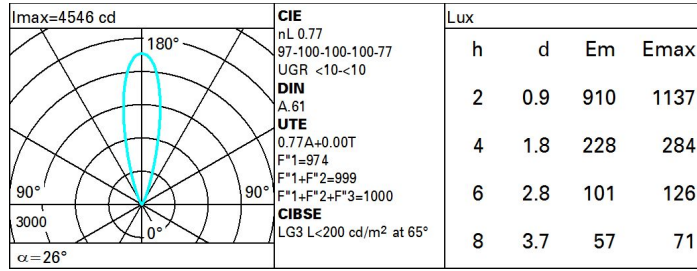 Imax=4546 cd
180°
90°
90°
3000
0°
α=26°
CIE
nL 0.77
97-100-100-100-77
UGR <10-<10
DIN
A.61
UTE
0.77A+0.00T
F"1=974
F"1+F"2=999
F"1+F"2+F"3=1000
CIBSE
LG3 L<200 cd/m² at 65°
Lux
h d Em Emax
2 0.9 910 1137
4 1.8 228 284
6 2.8 101 126
8 3.7 57 71